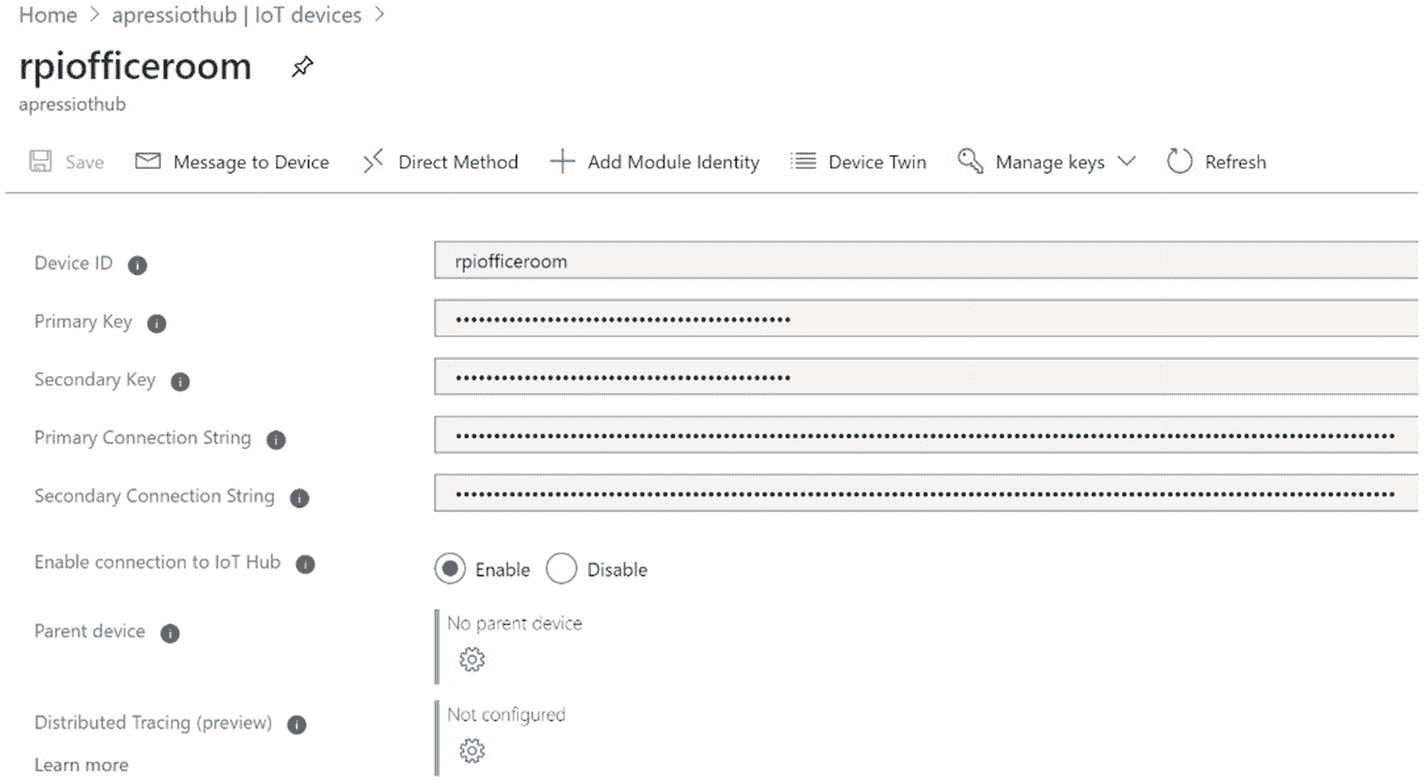 Home > apressiothub | IoT devices >
rpiofficeroom
apressiothub
Save Message to Device Direct Method Add Module Identity Device Twin Manage keys Refresh
Device ID rpiofficeroom
Primary Key
Secondary Key
Primary Connection String
Secondary Connection String
Enable connection to IoT Hub Enable Disable
Parent device No parent device
Distributed Tracing (preview) Not configured
Learn more